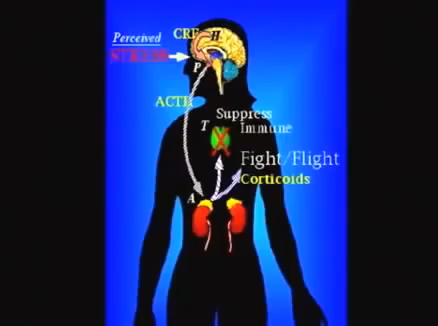 Perceived
STRESS
CRF
H
P
ACTH
Suppress
Immune
T
Fight/Flight
Corticoids
A